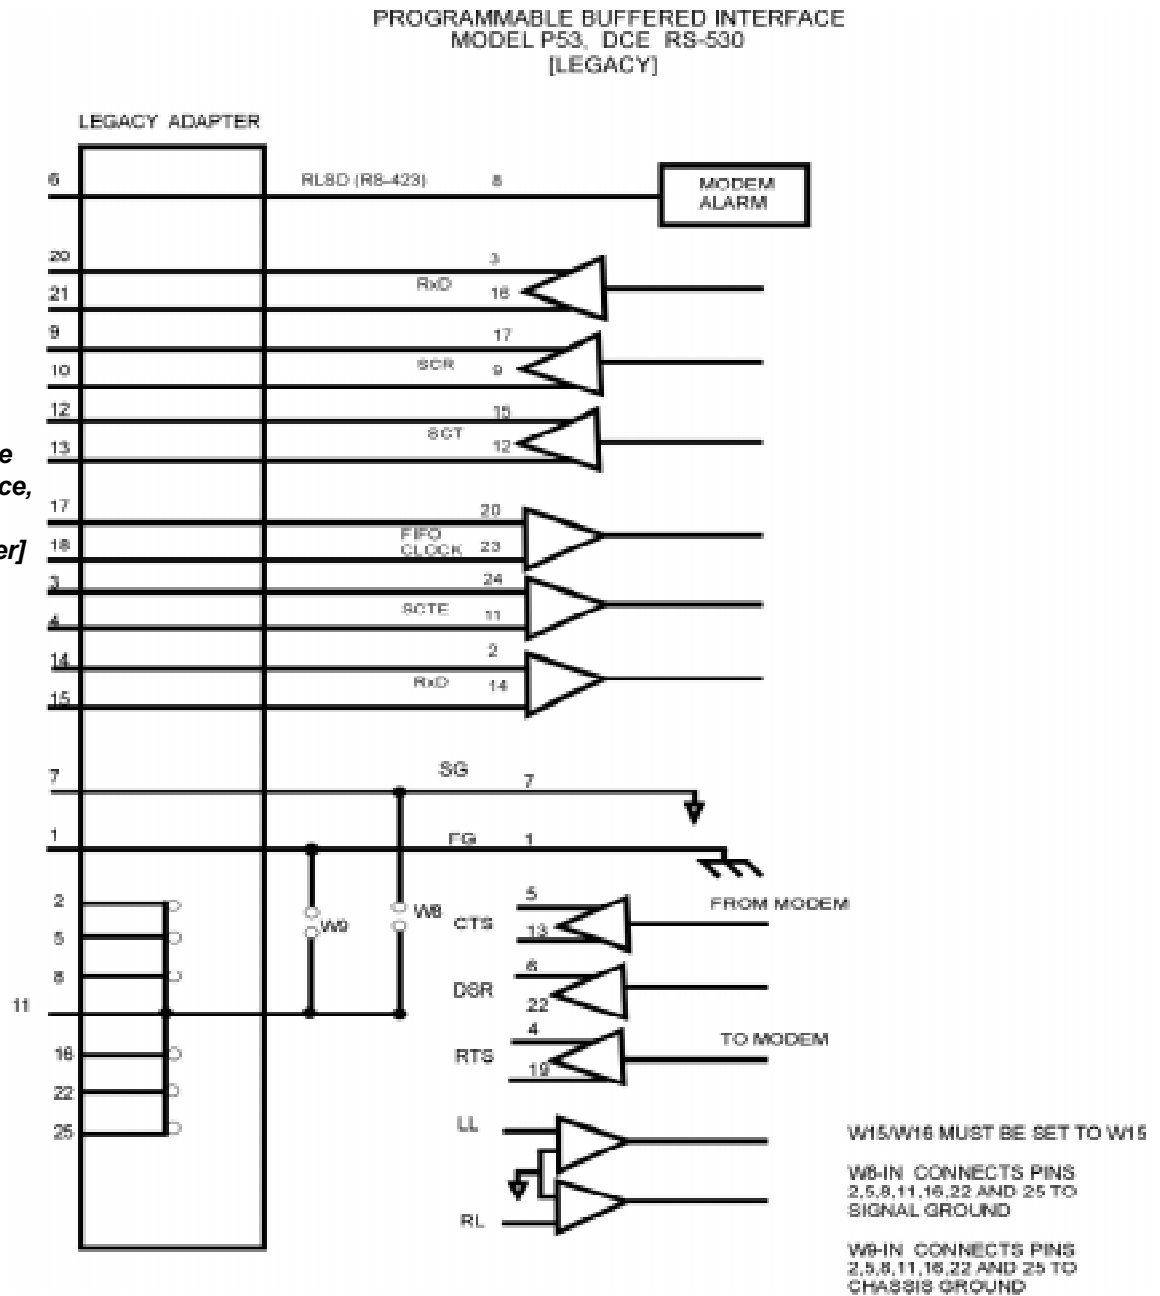 PROGRAMMABLE BUFFERED INTERFACE
MODEL P53, DCE RS-530
[LEGACY]
LEGACY ADAPTER
6 RLSD (RS-423) 8
MODEM
ALARM
20 3
RxD
21 16
9 17
SCR
10 9
12 15
SCT
13 12
e
ce,
er]
17 20
FIFO
CLOCK
18 23
3 24
SCTE
4 11
14 2
RxD
14
15
SG
7 7
1 FG 1
2 5 FROM MODEM
W9 W8 CTS
5 13
8 6
DSR
11 22
4 TO MODEM
16 RTS
19
22
25 LL
RL
W15/W16 MUST BE SET TO W15
W8-IN CONNECTS PINS
2,5,8,11,16,22 AND 25 TO
SIGNAL GROUND
W9-IN CONNECTS PINS
2,5,8,11,16,22 AND 25 TO
CHASSIS GROUND